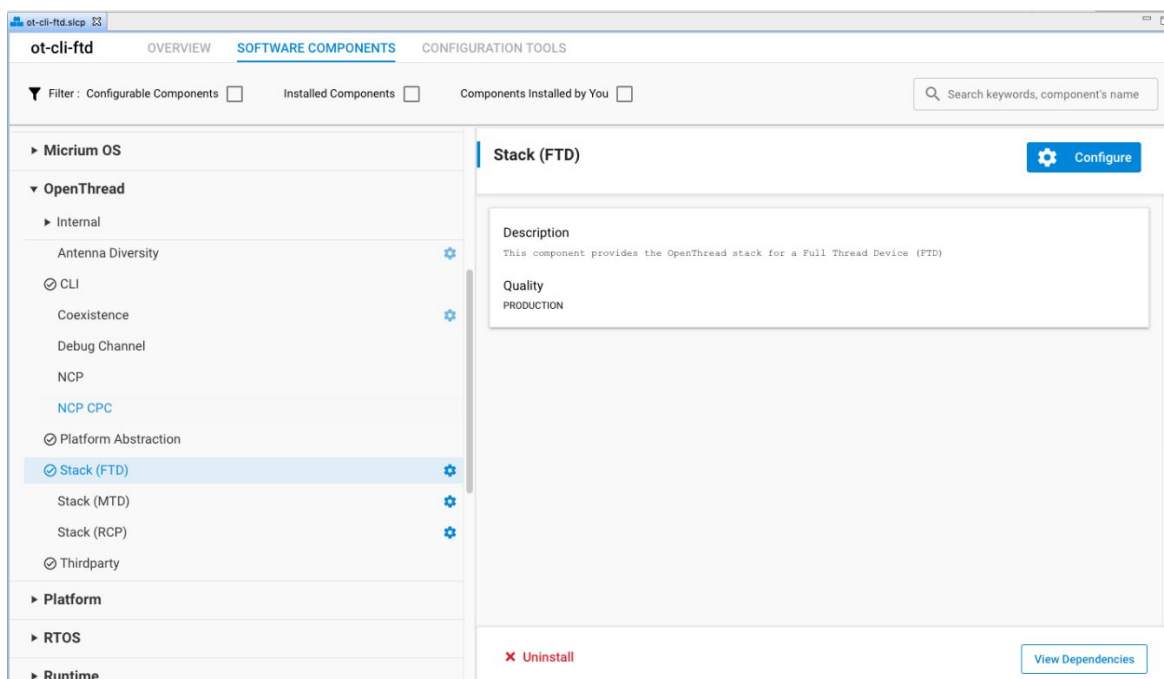 ot-cli-ftd.slcp
ot-cli-ftd OVERVIEW SOFTWARE COMPONENTS CONFIGURATION TOOLS
Filter : Configurable Components Installed Components Components Installed by You Search keywords, component's name
Micrium OS
OpenThread
Internal
Antenna Diversity
CLI
Coexistence
Debug Channel
NCP
NCP CPC
Platform Abstraction
Stack (FTD)
Stack (MTD)
Stack (RCP)
Thirdparty
Platform
RTOS
Runtime
Stack (FTD) Configure
Description
This component provides the OpenThread stack for a Full Thread Device (FTD)
Quality
PRODUCTION
Uninstall View Dependencies